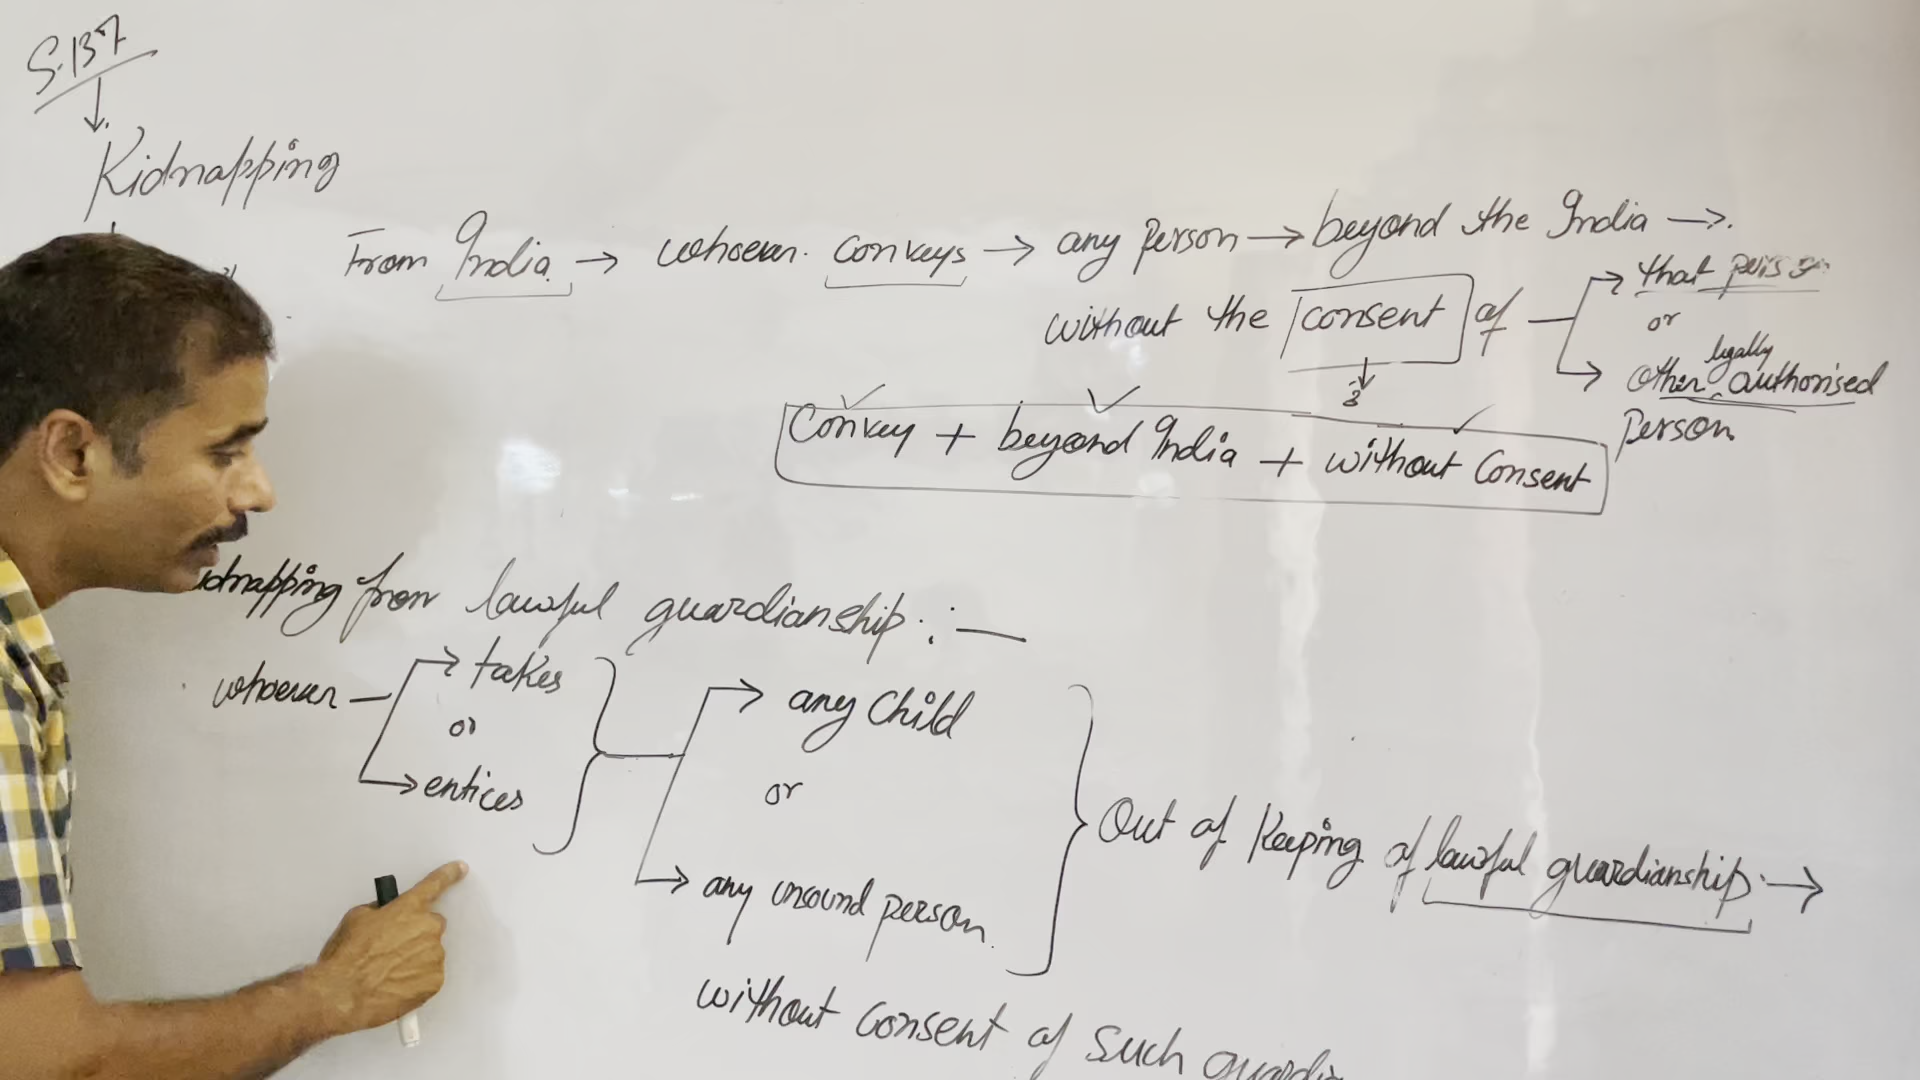 S.137
Kidnapping
From India → whoever conveys → any person → beyond the India →
without the consent of
that person
or
other legally authorised
person
Convey + beyond India + without Consent
idnapping from lawful guardianship :—
whoever
takes
or
entices
any Child
or
any unsound person
Out of Keeping of lawful guardianship →
without consent of such guardi